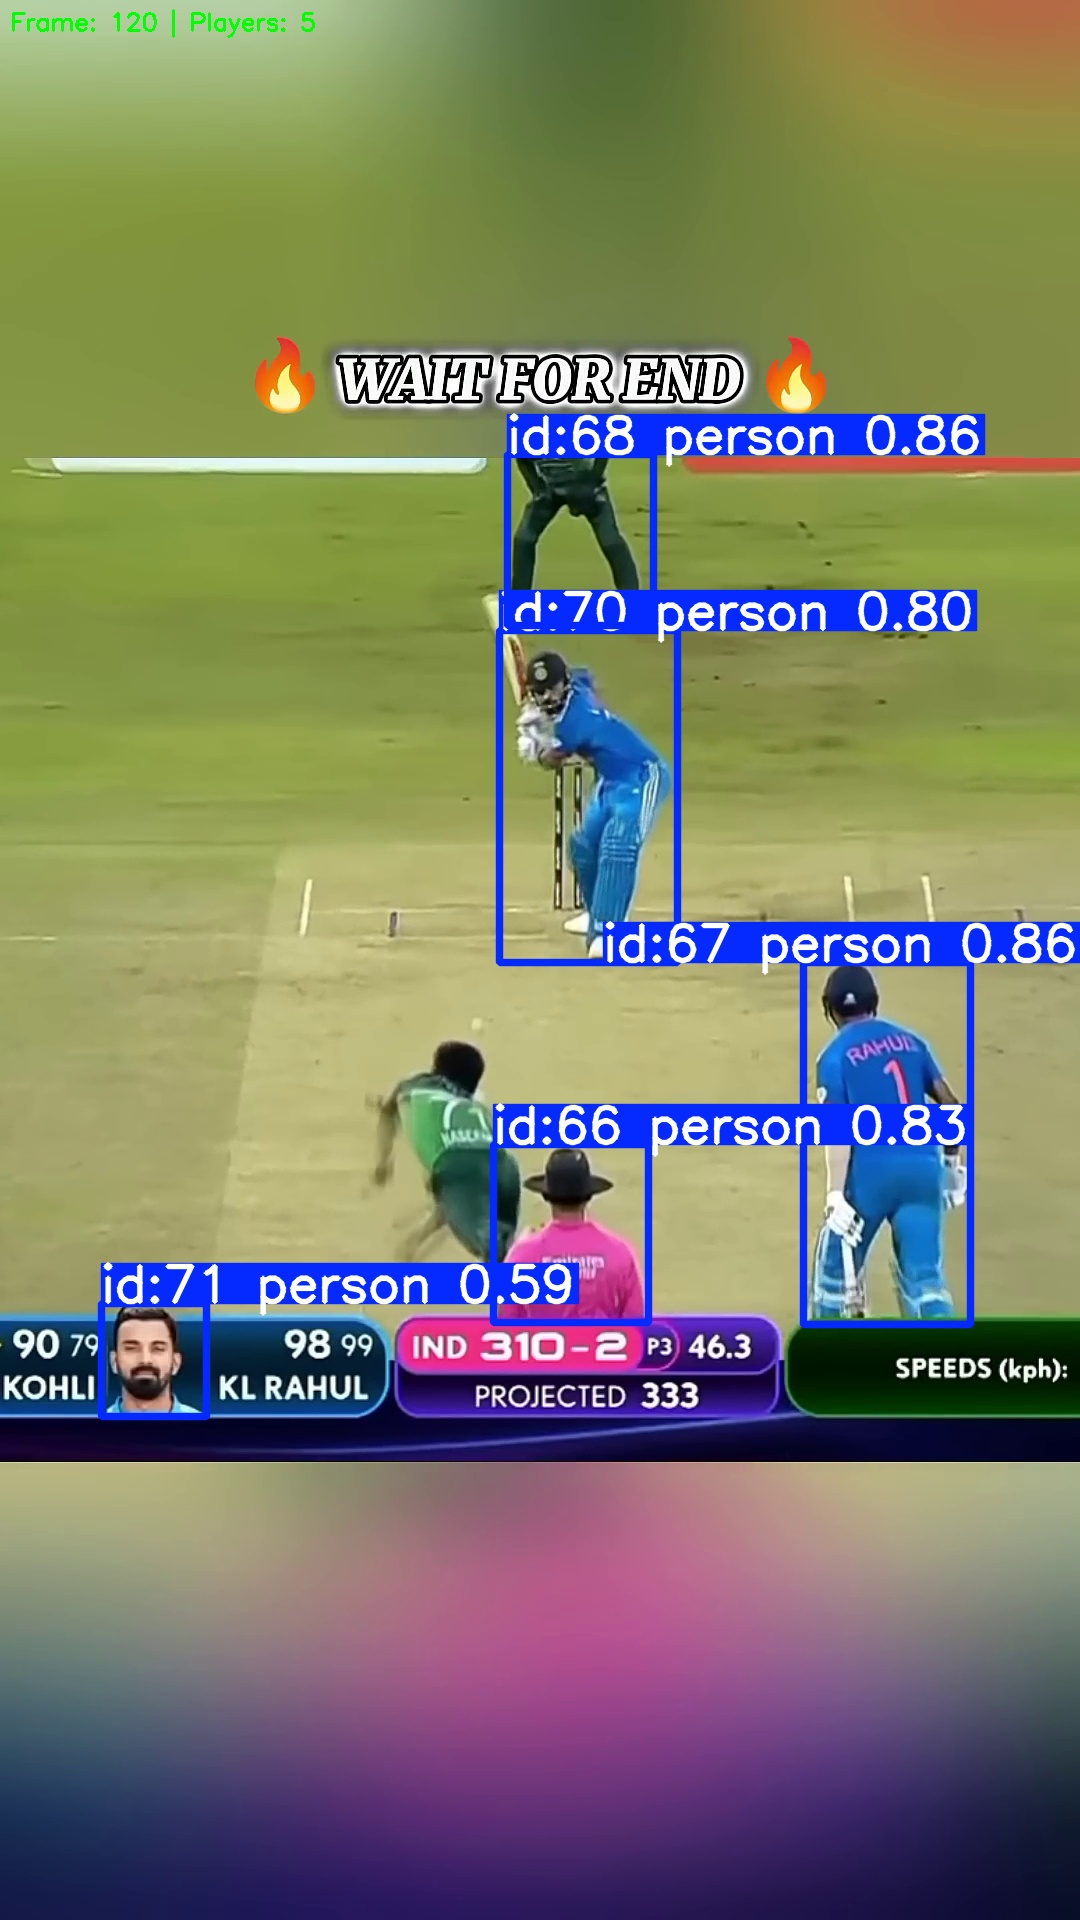 Frame: 120 | Players: 5
WAIT FOR END
id:68 person 0.86
id:70 person 0.80
id:67 person 0.86
RAHUL
1
id:66 person 0.83
Emirates
id:71 person 0.59
90 79
KOHLI
98 99
KL RAHUL
IND 310-2 P3 46.3
PROJECTED 333
SPEEDS (kph):